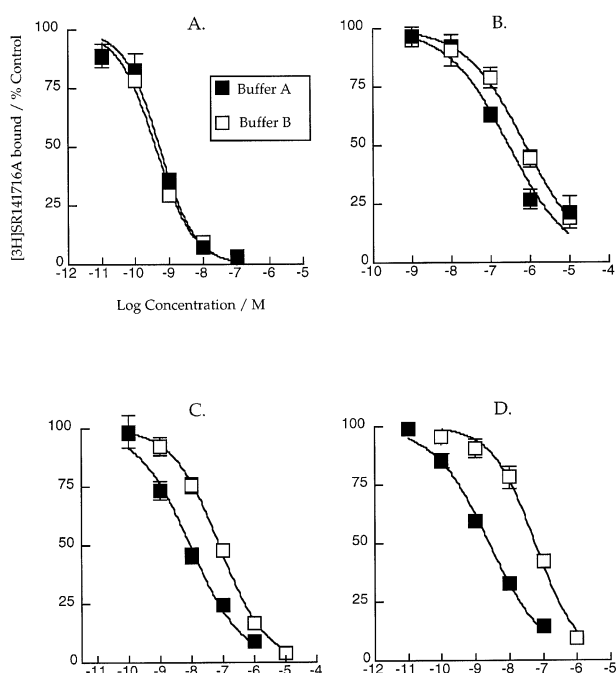 A.
B.
[3H]SR141716A bound / % Control
100
75
50
25
0
Buffer A
Buffer B
-12 -11 -10 -9 -8 -7 -6 -5
Log Concentration / M
100
75
50
25
0
-10 -9 -8 -7 -6 -5 -4
C.
D.
100
75
50
25
0
-11 -10 -9 -8 -7 -6 -5 -4
100
75
50
25
0
-12 -11 -10 -9 -8 -7 -6 -5